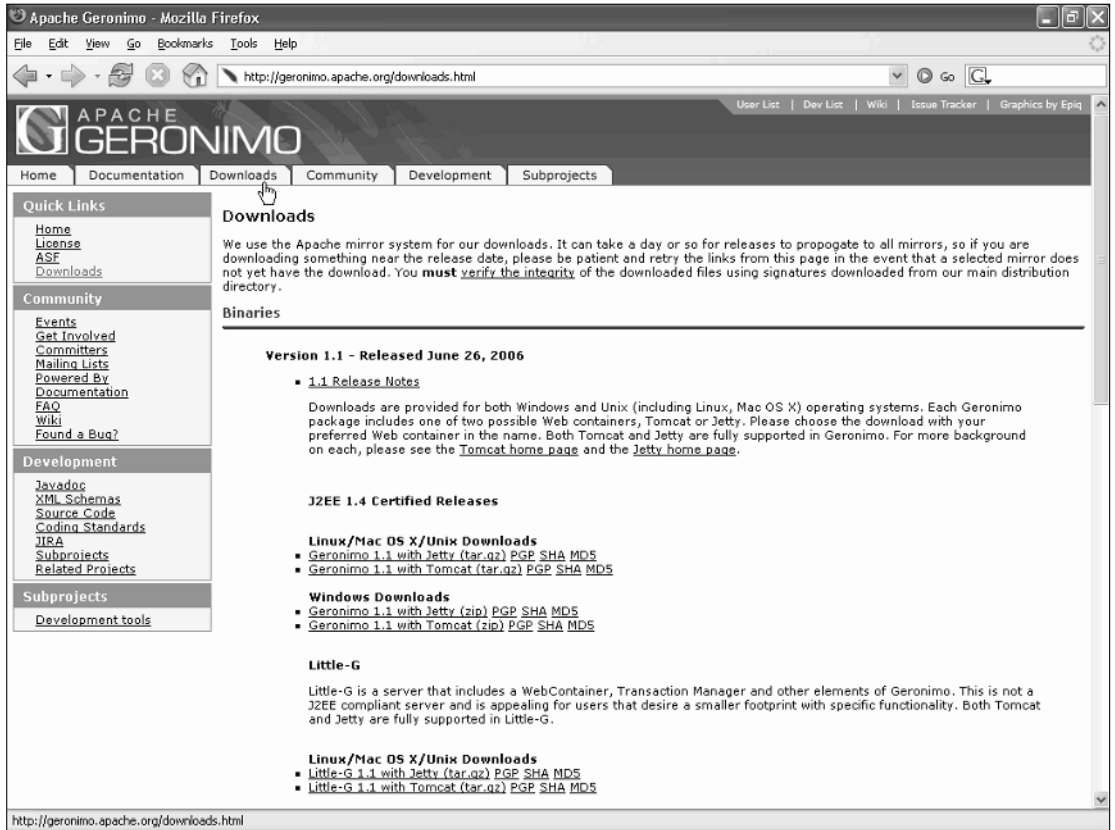 Apache Geronimo - Mozilla Firefox
File Edit View Go Bookmarks Tools Help
http://geronimo.apache.org/downloads.html
Go
G
User List | Dev List | Wiki | Issue Tracker | Graphics by Epiq
G APACHE
GERONIMO
Home Documentation Downloads Community Development Subprojects
Quick Links
Home
License
ASF
Downloads
Community
Events
Get Involved
Committers
Mailing Lists
Powered By
Documentation
FAQ
Wiki
Found a Bug?
Development
Javadoc
XML Schemas
Source Code
Coding Standards
JIRA
Subprojects
Related Projects
Subprojects
Development tools
Downloads
We use the Apache mirror system for our downloads. It can take a day or so for releases to propogate to all mirrors, so if you are
downloading something near the release date, please be patient and retry the links from this page in the event that a selected mirror does
not yet have the download. You must verify the integrity of the downloaded files using signatures downloaded from our main distribution
directory.
Binaries
Version 1.1 - Released June 26, 2006
1.1 Release Notes
Downloads are provided for both Windows and Unix (including Linux, Mac OS X) operating systems. Each Geronimo
package includes one of two possible Web containers, Tomcat or Jetty. Please choose the download with your
preferred Web container in the name. Both Tomcat and Jetty are fully supported in Geronimo. For more background
on each, please see the Tomcat home page and the Jetty home page.
J2EE 1.4 Certified Releases
Linux/Mac OS X/Unix Downloads
Geronimo 1.1 with Jetty (tar.gz) PGP SHA MD5
Geronimo 1.1 with Tomcat (tar.gz) PGP SHA MD5
Windows Downloads
Geronimo 1.1 with Jetty (zip) PGP SHA MD5
Geronimo 1.1 with Tomcat (zip) PGP SHA MD5
Little-G
Little-G is a server that includes a WebContainer, Transaction Manager and other elements of Geronimo. This is not a
J2EE compliant server and is appealing for users that desire a smaller footprint with specific functionality. Both Tomcat
and Jetty are fully supported in Little-G.
Linux/Mac OS X/Unix Downloads
Little-G 1.1 with Jetty (tar.gz) PGP SHA MD5
Little-G 1.1 with Tomcat (tar.gz) PGP SHA MD5
http://geronimo.apache.org/downloads.html